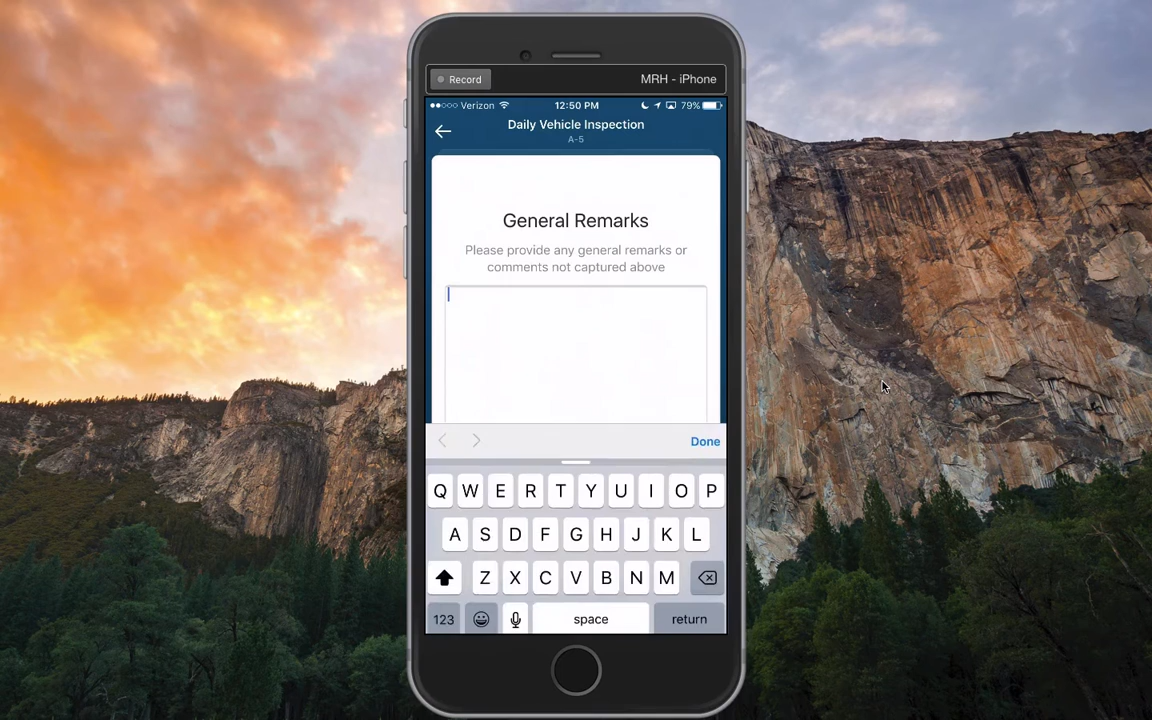 Record
MRH - iPhone
Verizon
12:50 PM
79%
Daily Vehicle Inspection
A-5
General Remarks
Please provide any general remarks or
comments not captured above
Done
Q W E R T Y U I O P
A S D F G H J K L
Z X C V B N M
123 space return